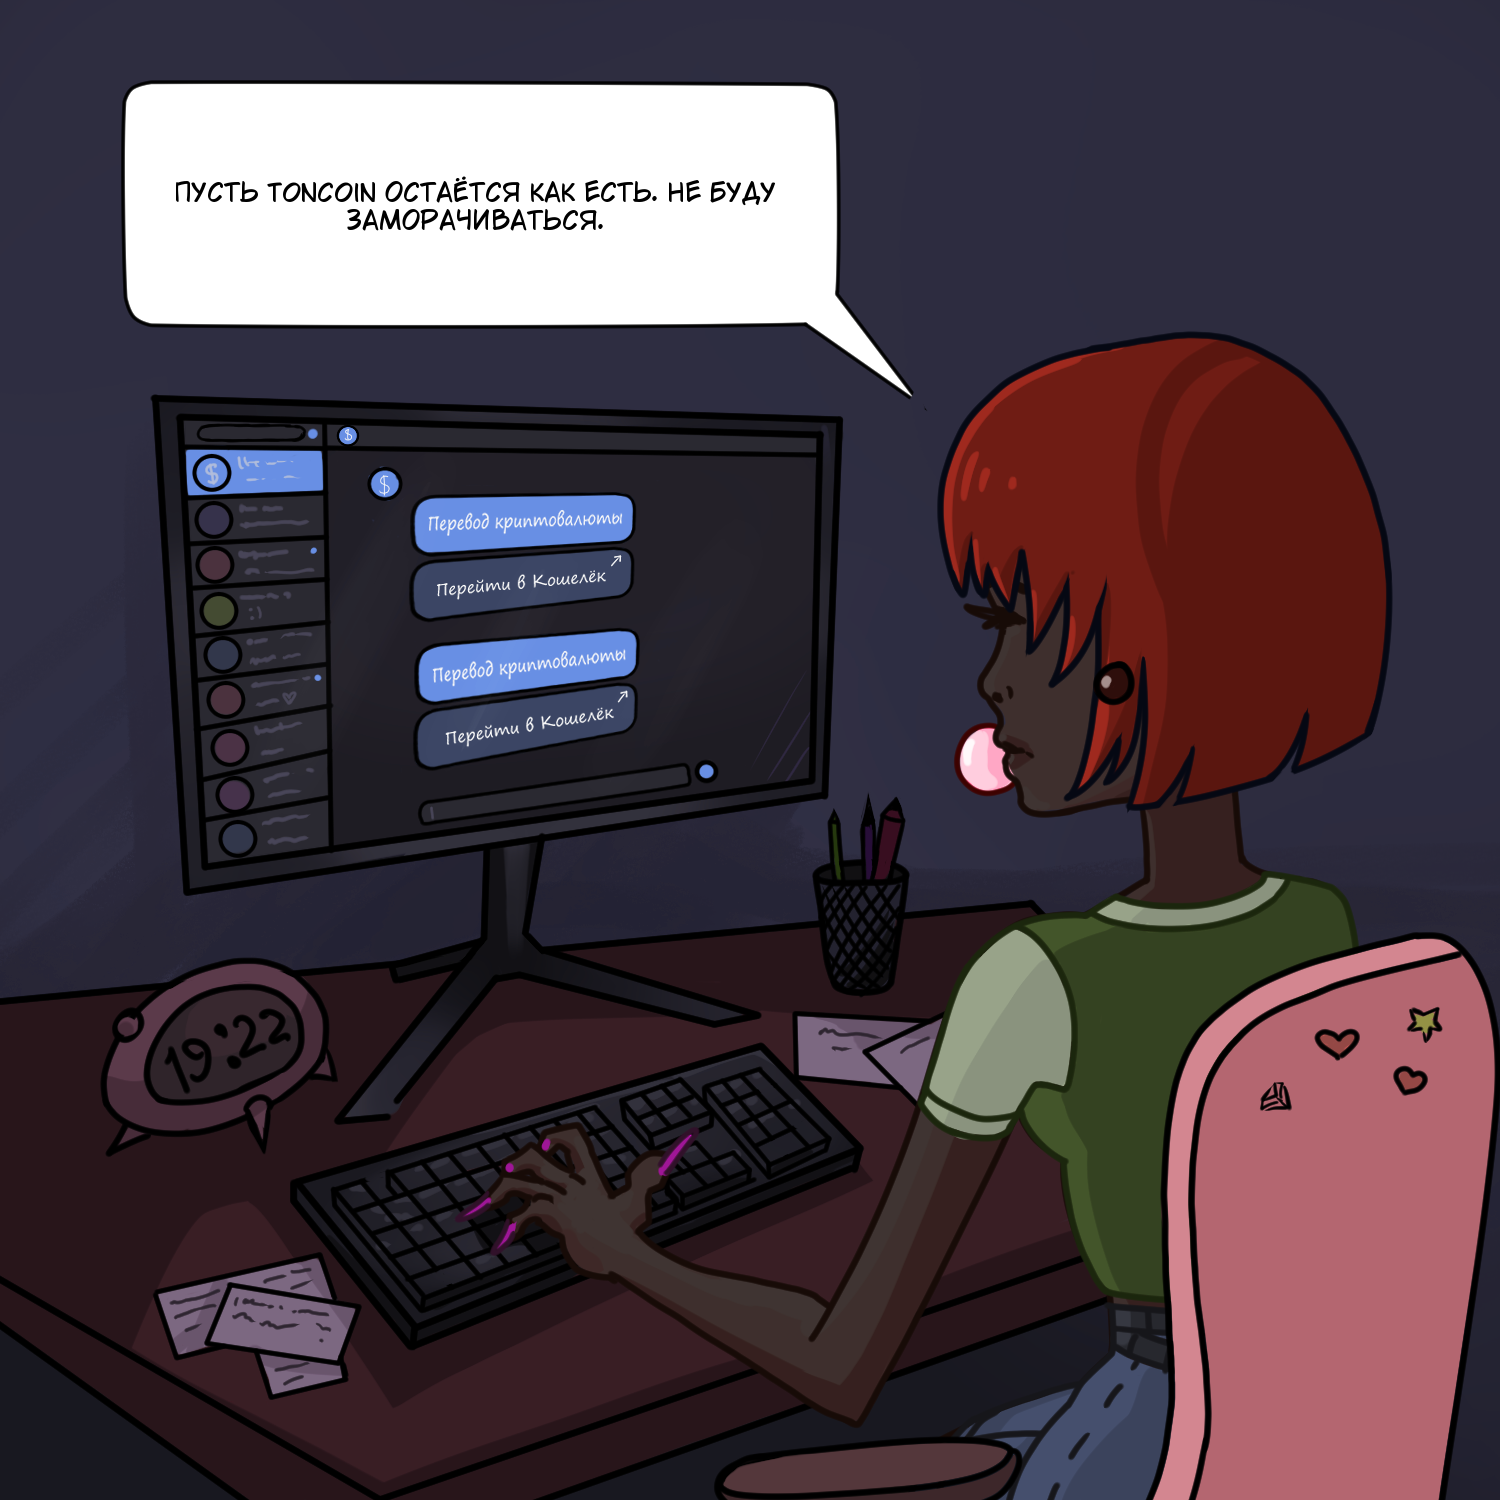 ПУСТЬ TONCOIN ОСТАЁТСЯ КАК ЕСТЬ. НЕ БУДУ
ЗАМОРАЧИВАТЬСЯ.
$
$
$
Перевод криптовалюты
Перейти в Кошелёк
:)
Перевод криптовалюты
Перейти в Кошелёк
19:22